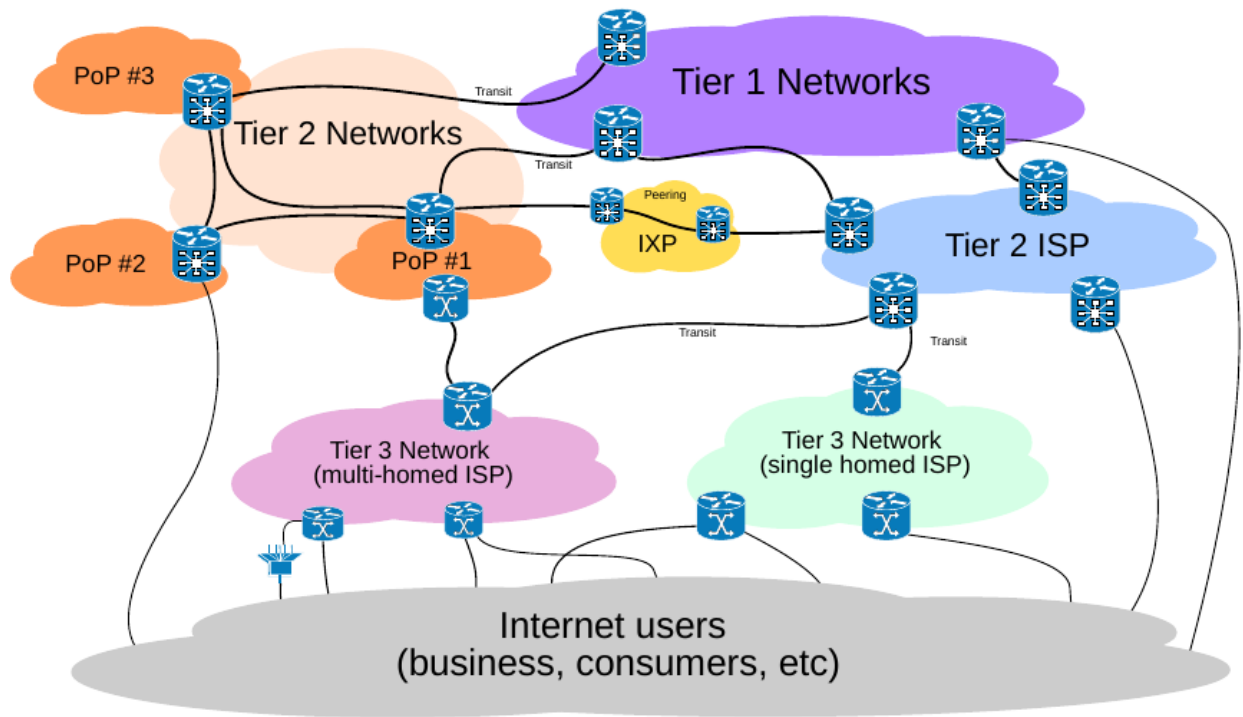 PoP #3
Tier 1 Networks
Transit
Tier 2 Networks
Transit
Peering
IXP
Tier 2 ISP
PoP #2
PoP #1
Transit
Transit
Tier 3 Network
(multi-homed ISP)
Tier 3 Network
(single homed ISP)
Internet users
(business, consumers, etc)